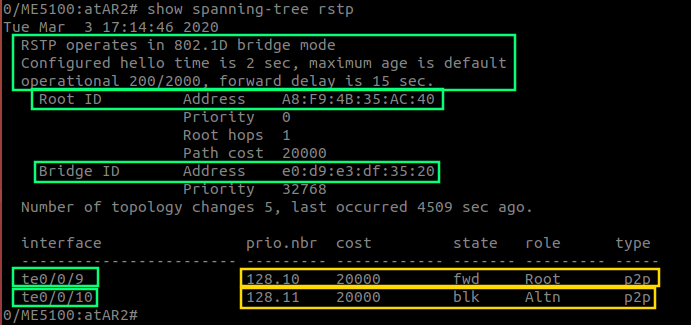 0/ME5100:atAR2# show spanning-tree rstp
Tue Mar  3 17:14:46 2020
  RSTP operates in 802.1D bridge mode
  Configured hello time is 2 sec, maximum age is default
  operational 200/2000, forward delay is 15 sec.
    Root ID         Address    A8:F9:4B:35:AC:40
                    Priority   0
                    Root hops  1
                    Path cost  20000
    Bridge ID       Address    e0:d9:e3:df:35:20
                    Priority   32768
  Number of topology changes 5, last occurred 4509 sec ago.
  interface                prio.nbr  cost         state   role      type
  ------------------------ --------- ----------- ------- --------- -----
  te0/0/9                  128.10    20000        fwd     Root       p2p
  te0/0/10                 128.11    20000        blk     Altn       p2p
0/ME5100:atAR2#